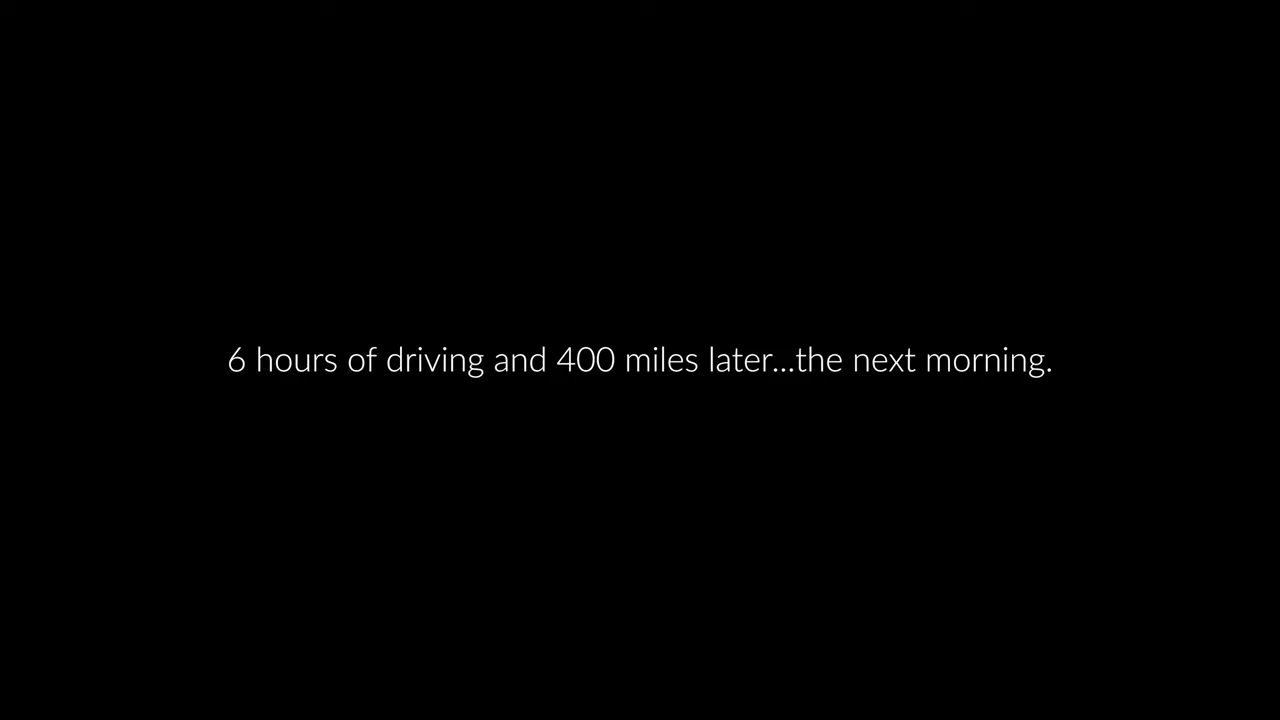 6 hours of driving and 400 miles later...the next morning.